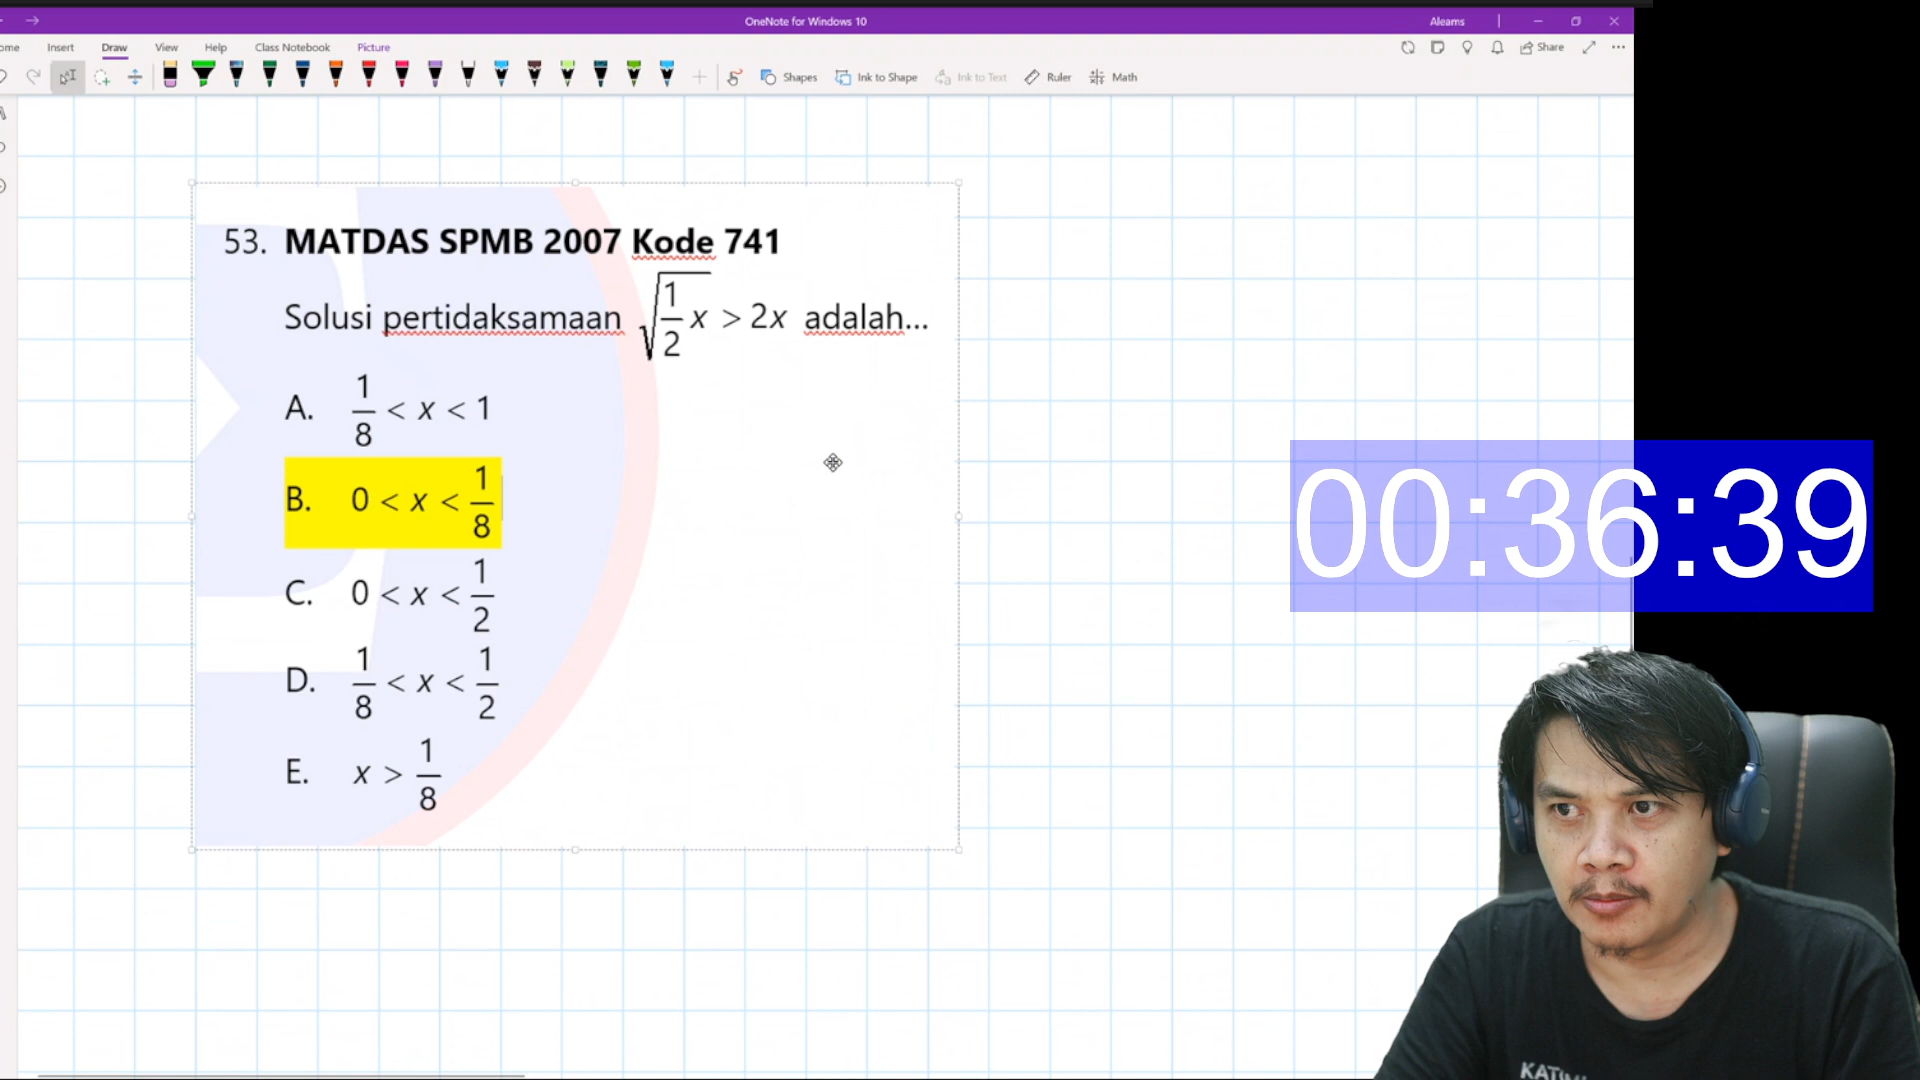 OneNote for Windows 10
Aleams
ome Insert Draw View Help Class Notebook Picture
Share
Shapes Ink to Shape Ink to Text Ruler Math
53. MATDAS SPMB 2007 Kode 741
Solusi pertidaksamaan √(1/2 x) > 2x adalah...
A. 1/8 < x < 1
B. 0 < x < 1/8
C. 0 < x < 1/2
D. 1/8 < x < 1/2
E. x > 1/8
00:36:39